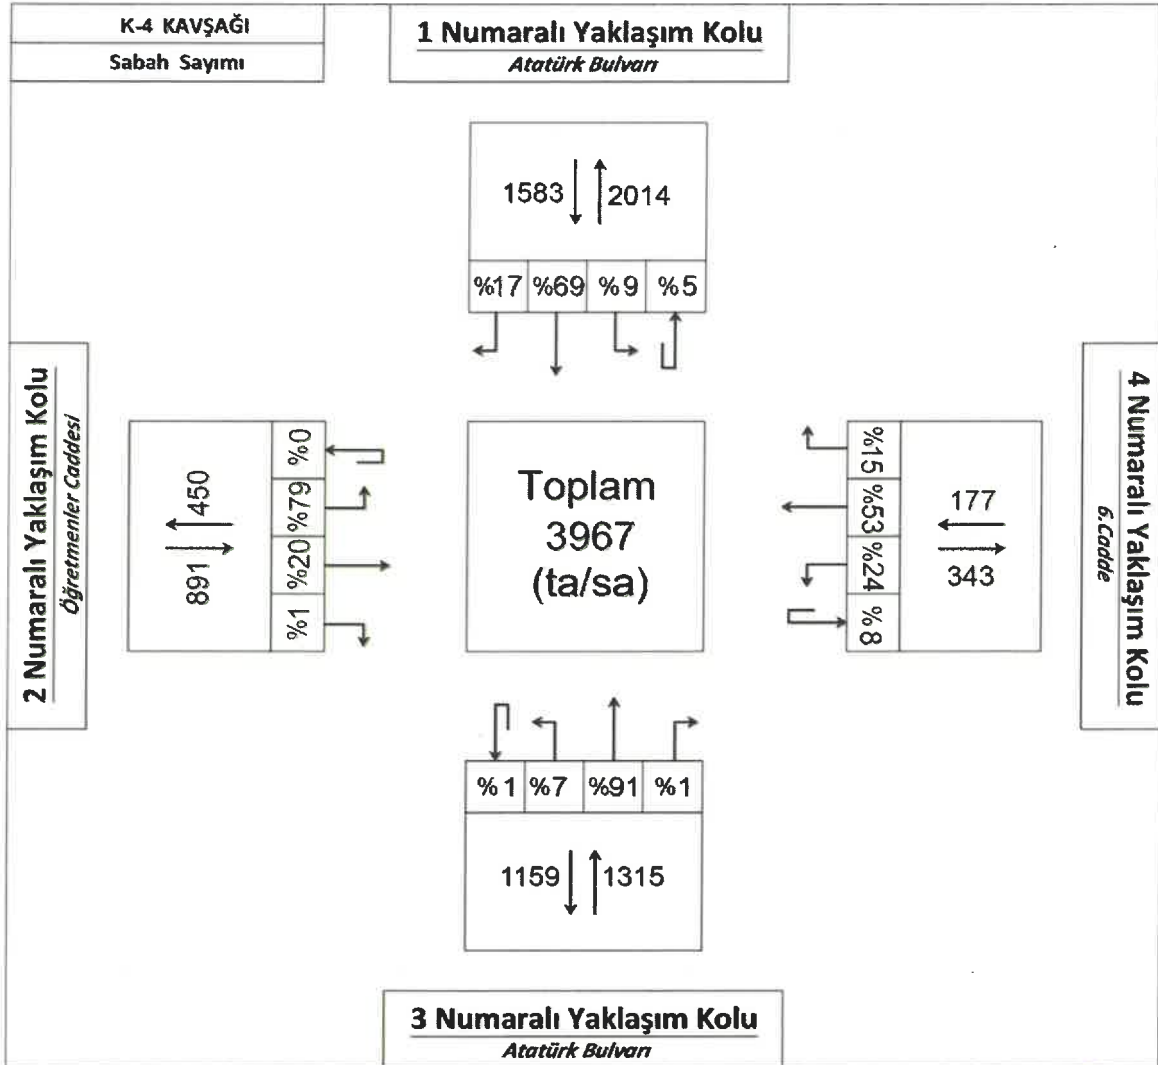 K-4 KAVŞAĞI
Sabah Sayımı
1 Numaralı Yaklaşım Kolu
Atatürk Bulvarı
1583 2014
%17 %69 %9 %5
2 Numaralı Yaklaşım Kolu
Öğretmenler Caddesi
450
891
%0
%79
%20
%1
Toplam
3967
(ta/sa)
%15
%53
%24
%8
177
343
4 Numaralı Yaklaşım Kolu
6.Cadde
%1 %7 %91 %1
1159 1315
3 Numaralı Yaklaşım Kolu
Atatürk Bulvarı